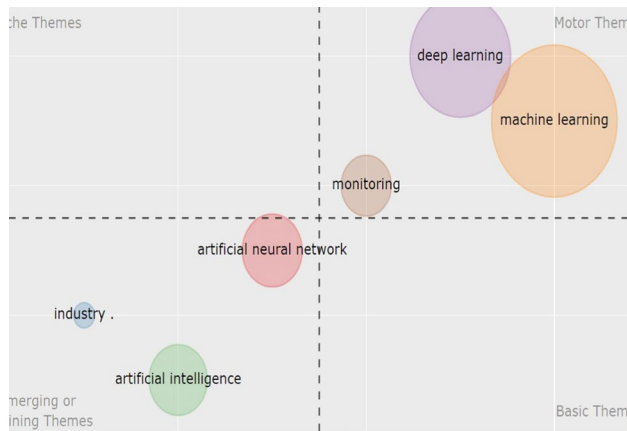 che Themes
Motor Them
deep learning
machine learning
monitoring
artificial neural network
industry .
artificial intelligence
merging or
ining Themes
Basic Them